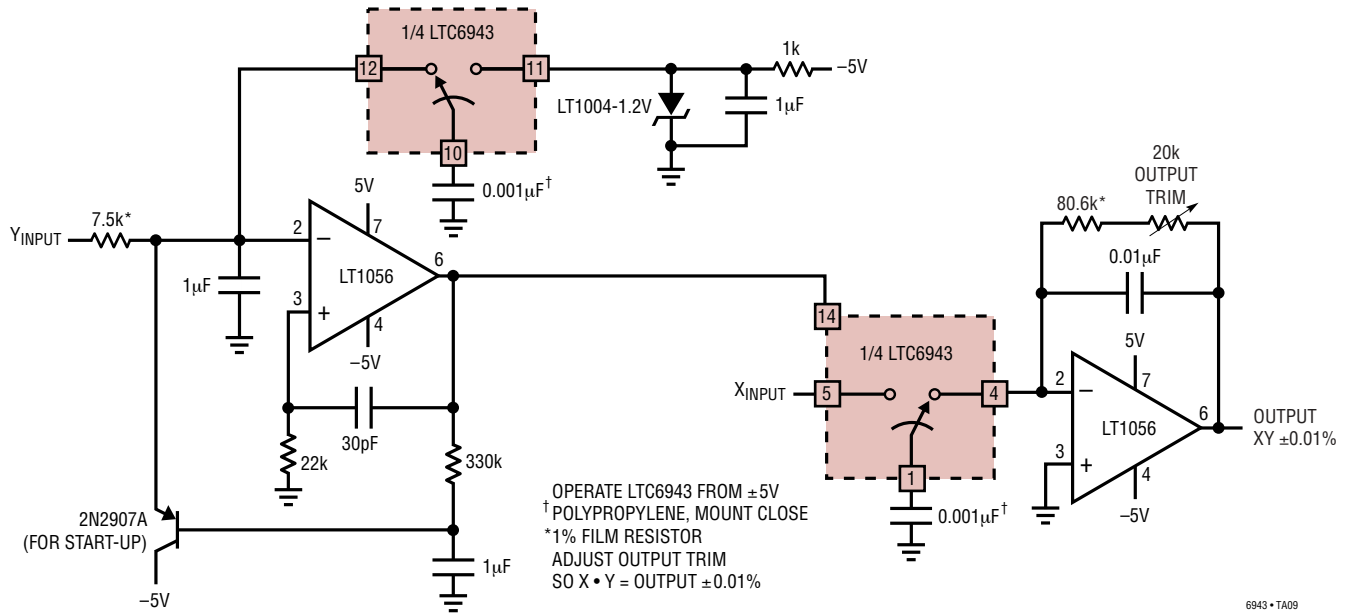 1/4 LTC6943
12
11
10
1k
–5V
LT1004-1.2V
1µF
0.001µF†
5V
7.5k*
YINPUT
2
–
7
6
LT1056
1µF
3
+
4
–5V
30pF
22k
330k
2N2907A
(FOR START-UP)
–5V
1µF
OPERATE LTC6943 FROM ±5V
†POLYPROPYLENE, MOUNT CLOSE
*1% FILM RESISTOR
ADJUST OUTPUT TRIM
SO X • Y = OUTPUT ±0.01%
14
1/4 LTC6943
XINPUT
5
4
1
0.001µF†
20k
OUTPUT
TRIM
80.6k*
0.01µF
5V
2
–
7
6
LT1056
3
+
4
–5V
OUTPUT
XY ±0.01%
6943 • TA09